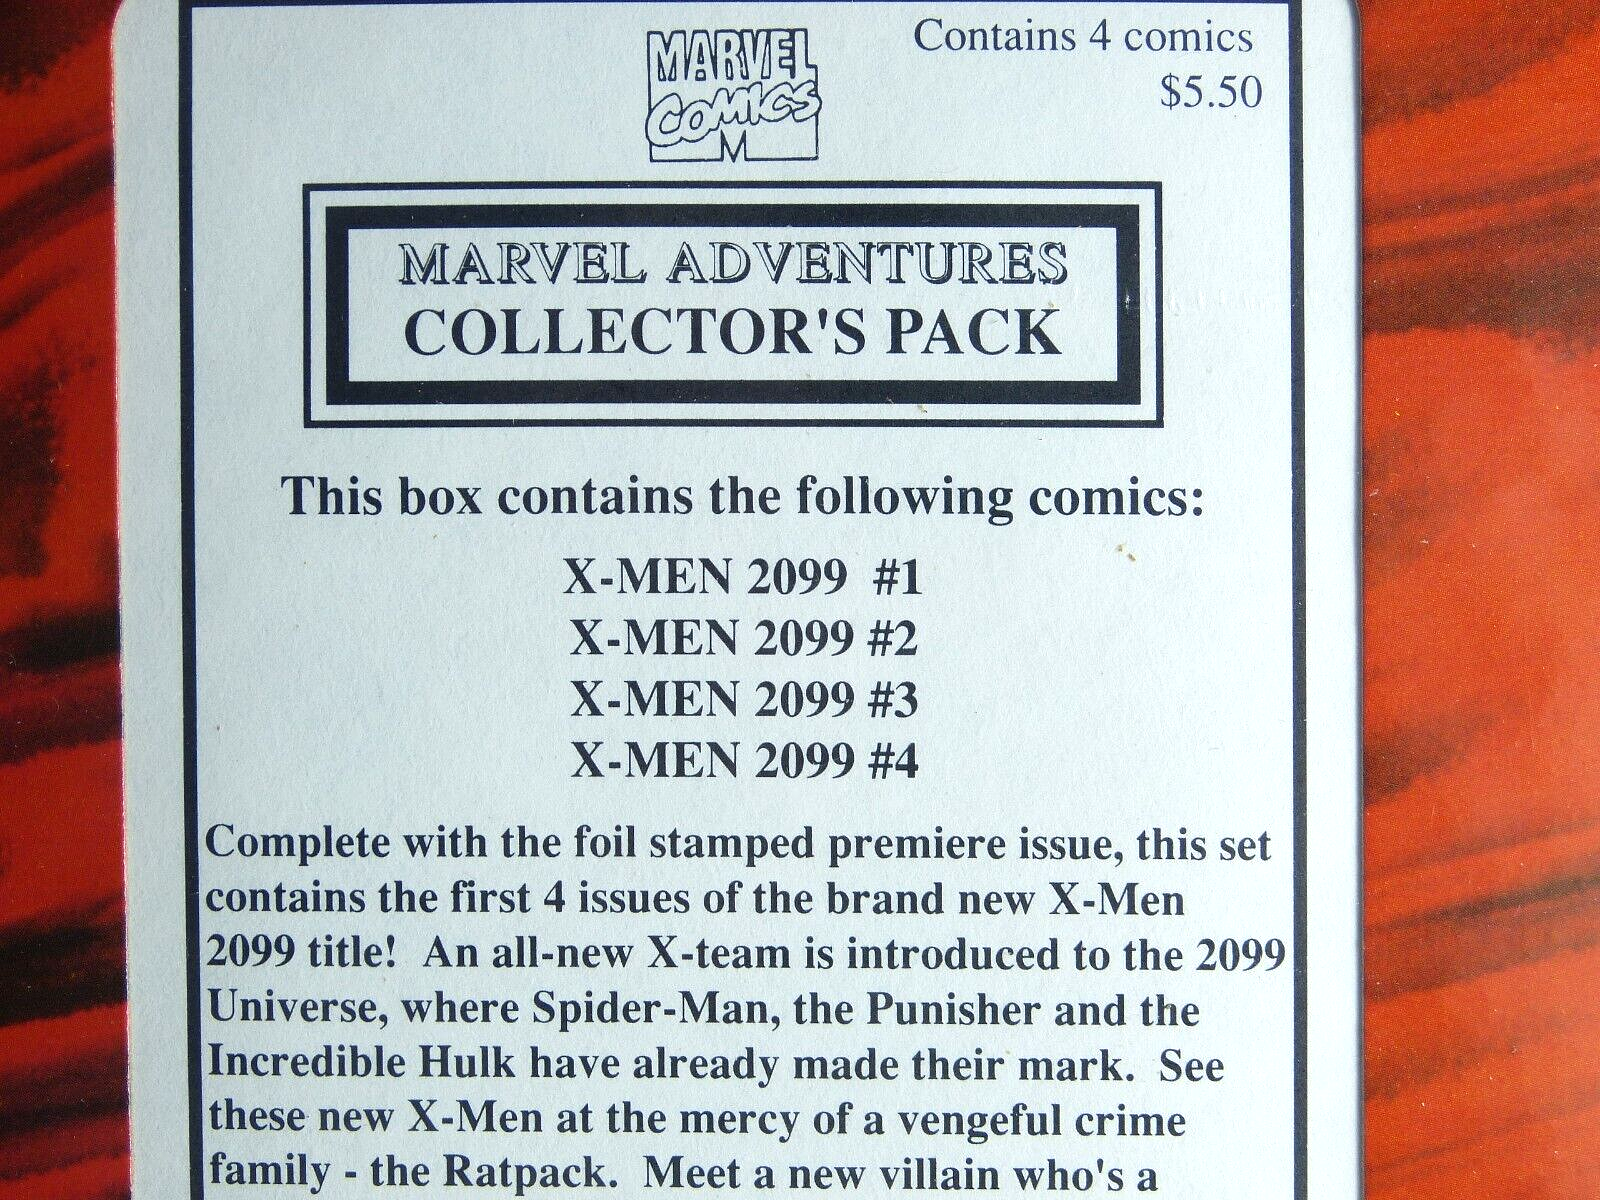 MARVEL
COMICS
M
Contains 4 comics
$5.50
MARVEL ADVENTURES
COLLECTOR'S PACK
This box contains the following comics:
X-MEN 2099  #1
X-MEN 2099 #2
X-MEN 2099 #3
X-MEN 2099 #4
Complete with the foil stamped premiere issue, this set
contains the first 4 issues of the brand new X-Men
2099 title!  An all-new X-team is introduced to the 2099
Universe, where Spider-Man, the Punisher and the
Incredible Hulk have already made their mark.  See
these new X-Men at the mercy of a vengeful crime
family - the Ratpack.  Meet a new villain who's a